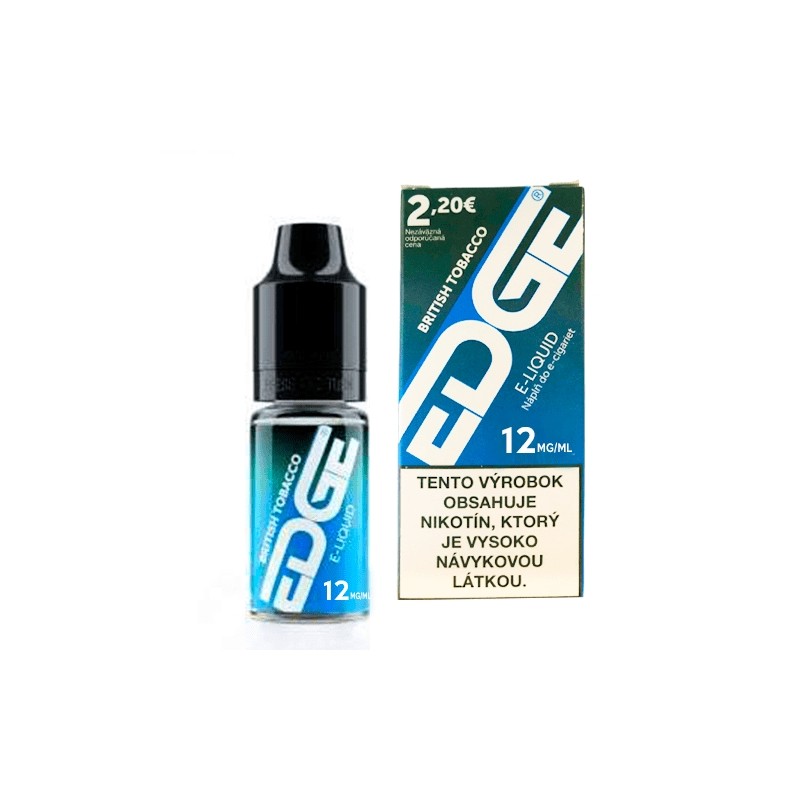 BRITISH TOBACCO
EDGE®
E-LIQUID
12 MG/ML
2,20€
Nezáväzná
odporúčaná
cena
BRITISH TOBACCO
EDGE®
E-LIQUID
Náplň do e-cigariet
12 MG/ML
TENTO VÝROBOK
OBSAHUJE
NIKOTÍN, KTORÝ
JE VYSOKO
NÁVYKOVOU
LÁTKOU.